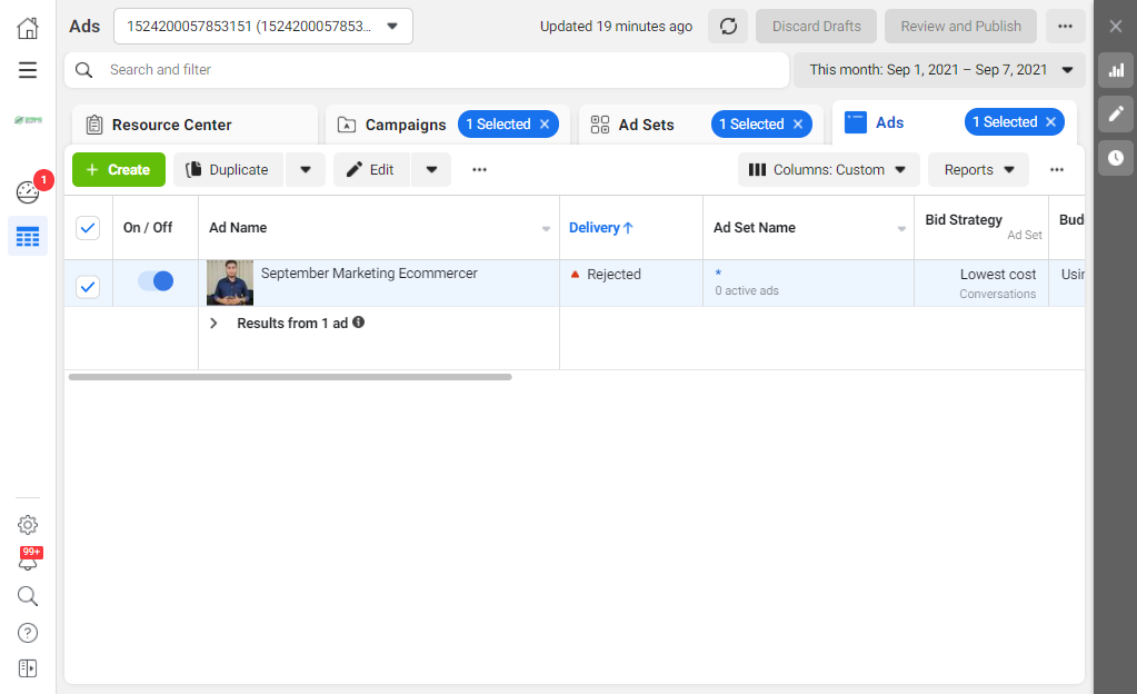 Ads
1524200057853151 (1524200057853...
Updated 19 minutes ago
Discard Drafts
Review and Publish
Search and filter
This month: Sep 1, 2021 – Sep 7, 2021
Resource Center
Campaigns
1 Selected
Ad Sets
1 Selected
Ads
1 Selected
1
Create
Duplicate
Edit
Columns: Custom
Reports
On / Off
Ad Name
Delivery
Ad Set Name
Bid Strategy
Ad Set
Bud
September Marketing Ecommercer
Rejected
*
0 active ads
Lowest cost
Conversations
Usin
Results from 1 ad
99+